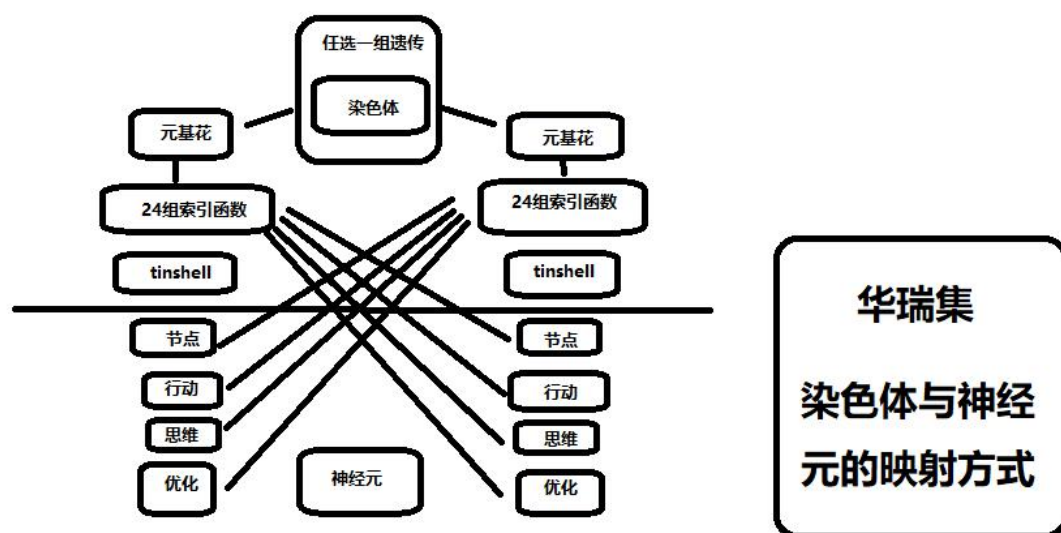 任选一组遗传
染色体
元基花
元基花
24组索引函数
24组索引函数
tinshell
tinshell
节点
节点
行动
行动
思维
思维
优化
神经元
优化
华瑞集
染色体与神经
元的映射方式